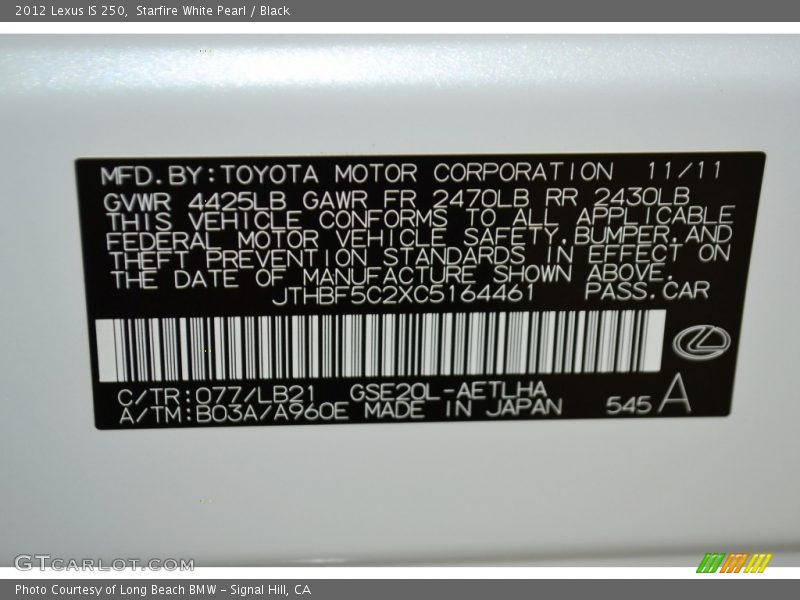 2012 Lexus IS 250,  Starfire White Pearl / Black
MFD. BY: TOYOTA MOTOR CORPORATION 11/11
GVWR 4425LB GAWR FR 2470LB RR 2430LB
THIS VEHICLE CONFORMS TO ALL APPLICABLE
FEDERAL MOTOR VEHICLE SAFETY, BUMPER, AND
THEFT PREVENTION STANDARDS IN EFFECT ON
THE DATE OF MANUFACTURE SHOWN ABOVE.
JTHBF5C2XC5164461 PASS. CAR
C/TR: 077/LB21 GSE20L-AETLHA
A/TM: B03A/A960E MADE IN JAPAN 545 A
GTCARLOT.COM
Photo Courtesy of Long Beach BMW - Signal Hill, CA